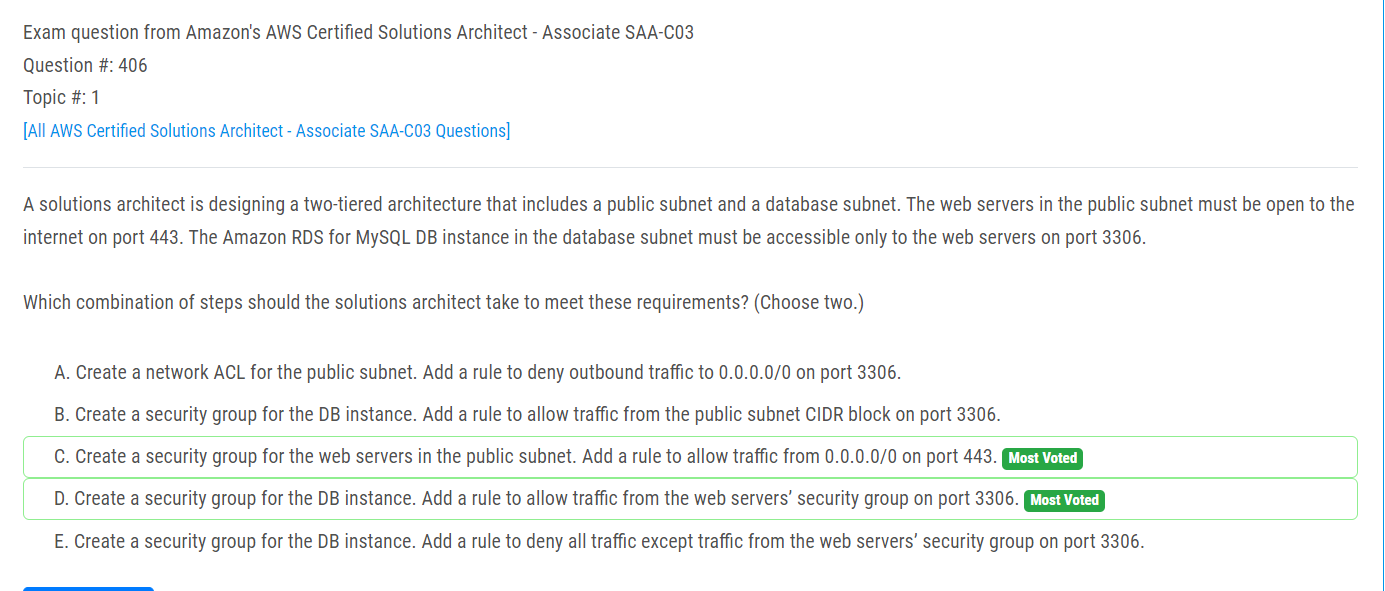 Exam question from Amazon's AWS Certified Solutions Architect - Associate SAA-C03
Question #: 406
Topic #: 1
[All AWS Certified Solutions Architect - Associate SAA-C03 Questions]
A solutions architect is designing a two-tiered architecture that includes a public subnet and a database subnet. The web servers in the public subnet must be open to the
internet on port 443. The Amazon RDS for MySQL DB instance in the database subnet must be accessible only to the web servers on port 3306.
Which combination of steps should the solutions architect take to meet these requirements? (Choose two.)
A. Create a network ACL for the public subnet. Add a rule to deny outbound traffic to 0.0.0.0/0 on port 3306.
B. Create a security group for the DB instance. Add a rule to allow traffic from the public subnet CIDR block on port 3306.
C. Create a security group for the web servers in the public subnet. Add a rule to allow traffic from 0.0.0.0/0 on port 443. Most Voted
D. Create a security group for the DB instance. Add a rule to allow traffic from the web servers’ security group on port 3306. Most Voted
E. Create a security group for the DB instance. Add a rule to deny all traffic except traffic from the web servers’ security group on port 3306.